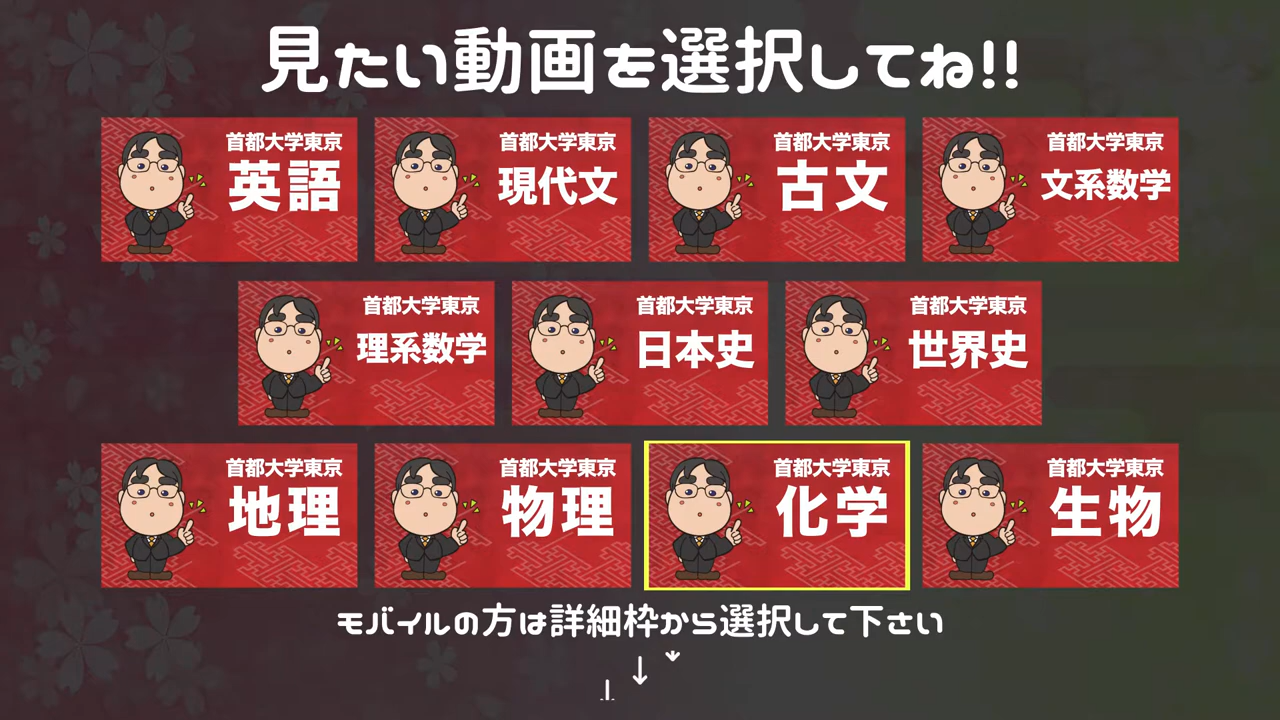 見たい動画を選択してね!!
首都大学東京
英語
首都大学東京
現代文
首都大学東京
古文
首都大学東京
文系数学
首都大学東京
理系数学
首都大学東京
日本史
首都大学東京
世界史
首都大学東京
地理
首都大学東京
物理
首都大学東京
化学
首都大学東京
生物
モバイルの方は詳細枠から選択して下さい